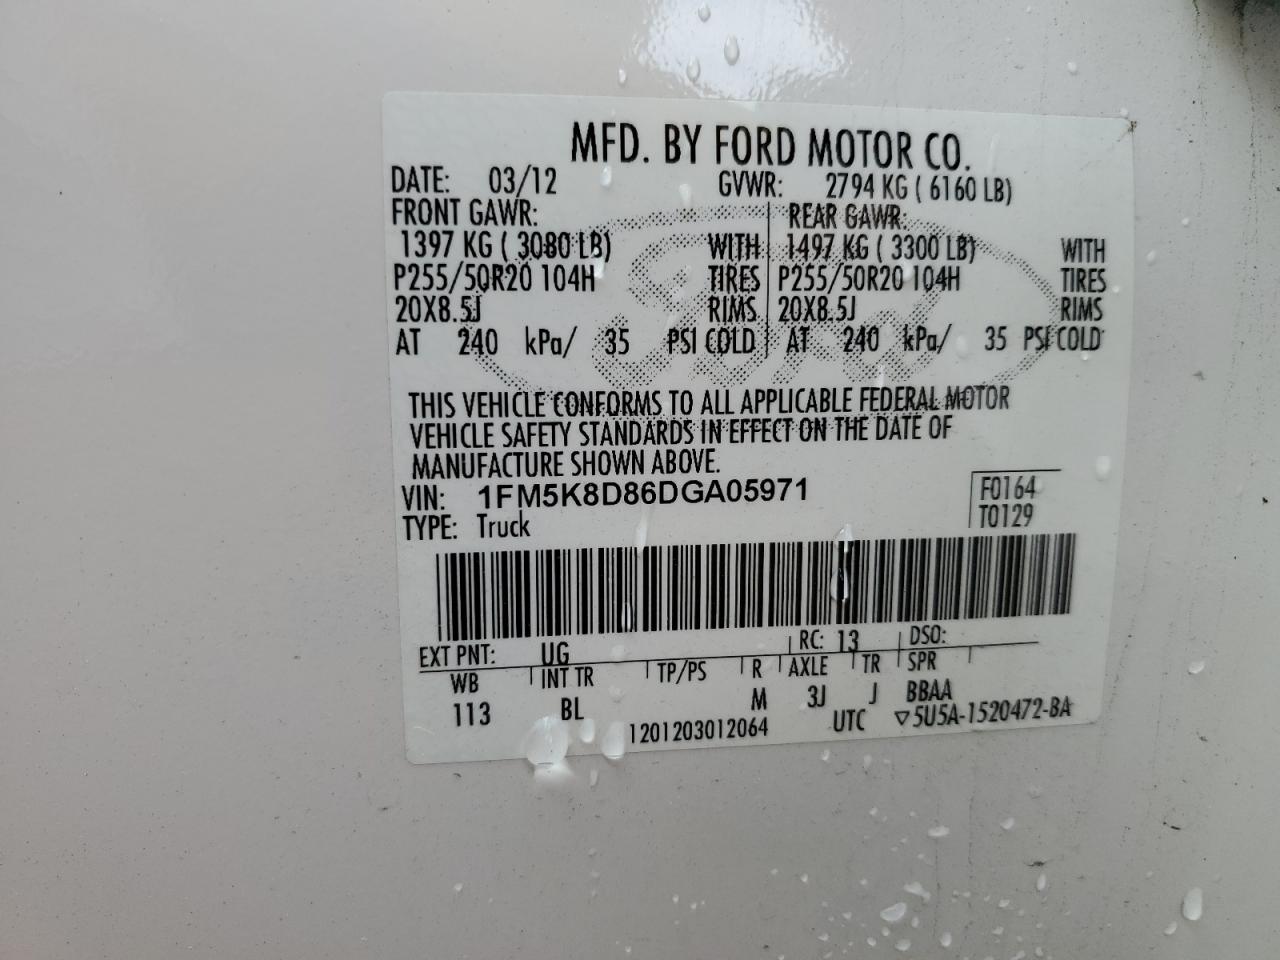 MFD. BY FORD MOTOR CO.
DATE: 03/12 GVWR: 2794 KG ( 6160 LB)
FRONT GAWR: REAR GAWR:
1397 KG ( 3080 LB) WITH 1497 KG ( 3300 LB) WITH
P255/50R20 104H TIRES P255/50R20 104H TIRES
20X8.5J RIMS 20X8.5J RIMS
AT 240 kPa/ 35 PSI COLD AT 240 kPa/ 35 PSI COLD
Ford
THIS VEHICLE CONFORMS TO ALL APPLICABLE FEDERAL MOTOR
VEHICLE SAFETY STANDARDS IN EFFECT ON THE DATE OF
MANUFACTURE SHOWN ABOVE.
VIN: 1FM5K8D86DGA05971 F0164
TYPE: Truck T0129
EXT PNT: UG RC: 13 DSO:
WB INT TR TP/PS R AXLE TR SPR
113 BL M 3J J BBAA
1201203012064 UTC ▽5U5A-1520472-BA